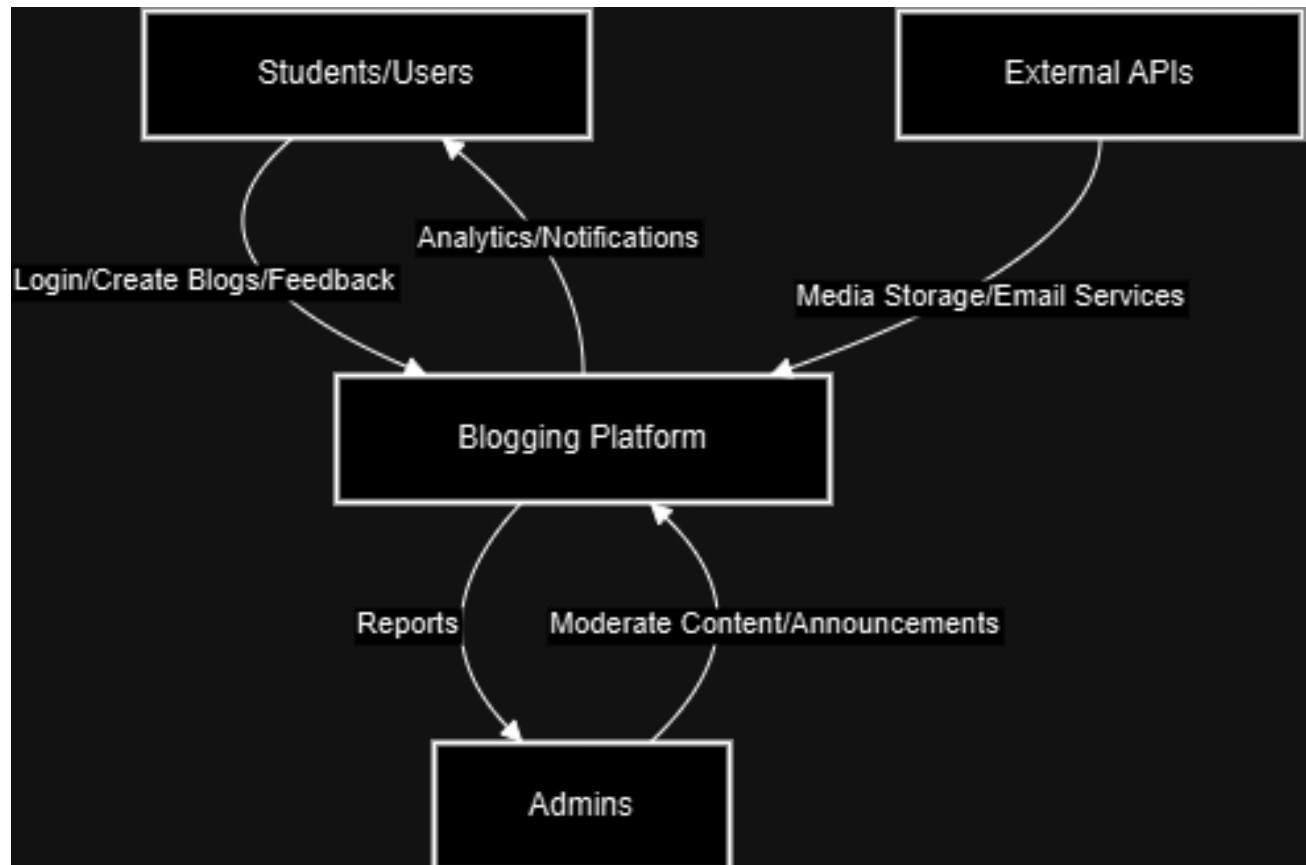 Students/Users
External APIs
Analytics/Notifications
Login/Create Blogs/Feedback
Media Storage/Email Services
Blogging Platform
Reports
Moderate Content/Announcements
Admins